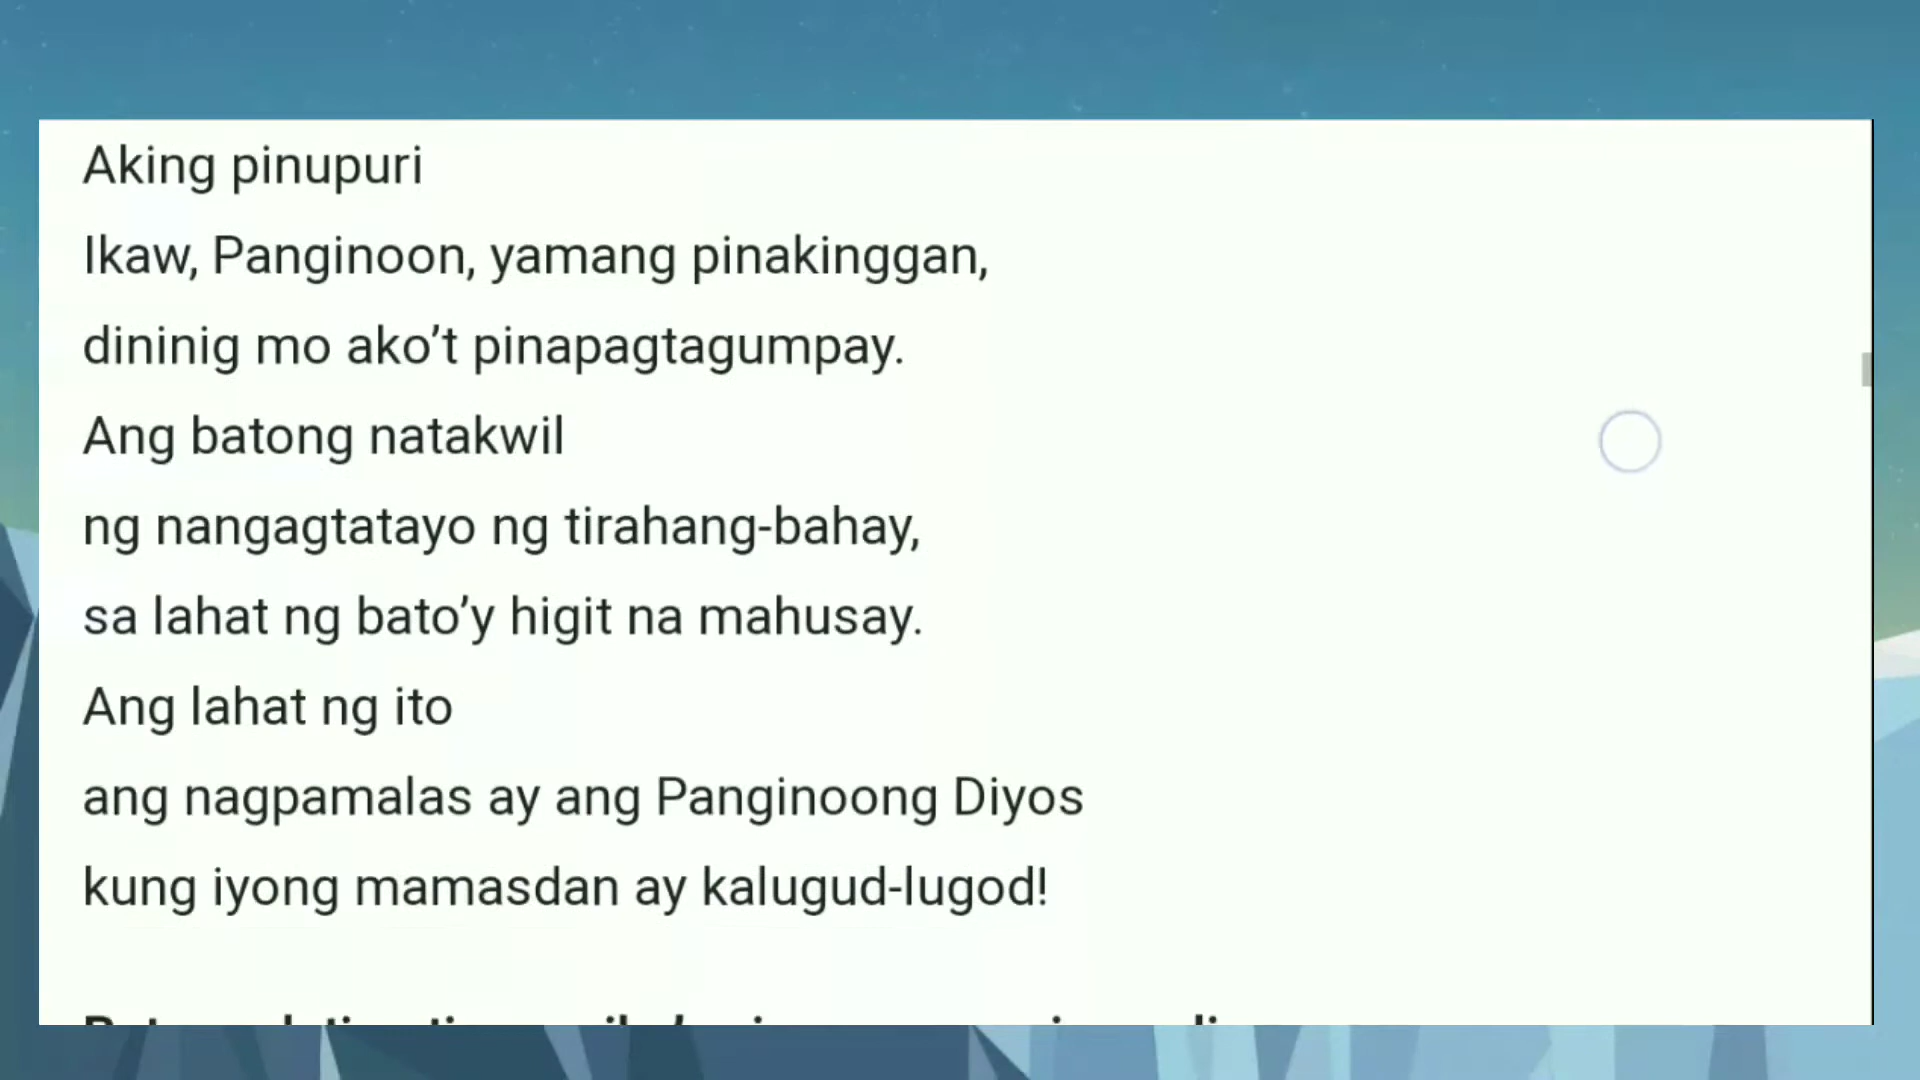 Aking pinupuri
Ikaw, Panginoon, yamang pinakinggan,
dininig mo ako’t pinapagtagumpay.
Ang batong natakwil
ng nangagtatayo ng tirahang-bahay,
sa lahat ng bato’y higit na mahusay.
Ang lahat ng ito
ang nagpamalas ay ang Panginoong Diyos
kung iyong mamasdan ay kalugud-lugod!